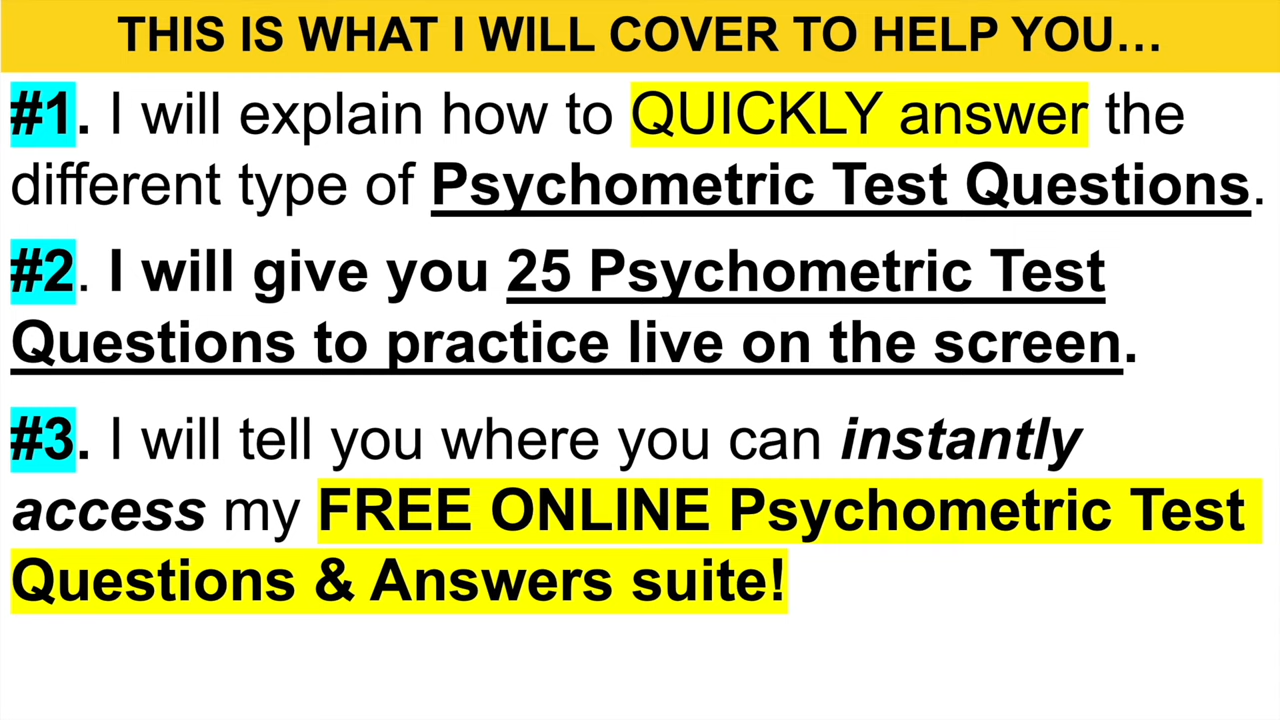 THIS IS WHAT I WILL COVER TO HELP YOU…
#1. I will explain how to QUICKLY answer the
different type of Psychometric Test Questions.
#2. I will give you 25 Psychometric Test
Questions to practice live on the screen.
#3. I will tell you where you can instantly
access my FREE ONLINE Psychometric Test
Questions & Answers suite!